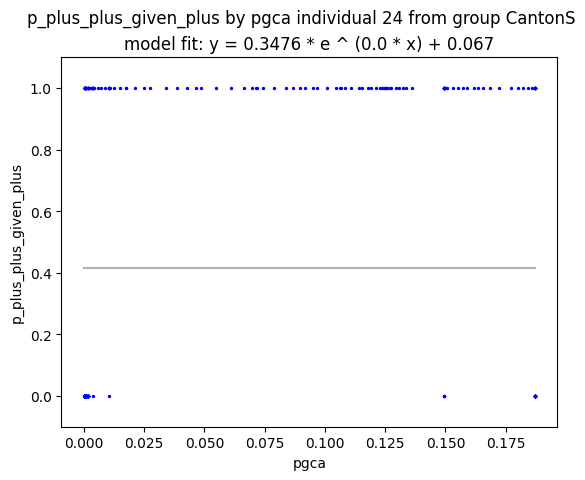 p_plus_plus_given_plus by pgca individual 24 from group CantonS
model fit: y = 0.3476 * e ^ (0.0 * x) + 0.067
1.0
0.8
0.6
0.4
0.2
0.0
p_plus_plus_given_plus
0.000 0.025 0.050 0.075 0.100 0.125 0.150 0.175
pgca